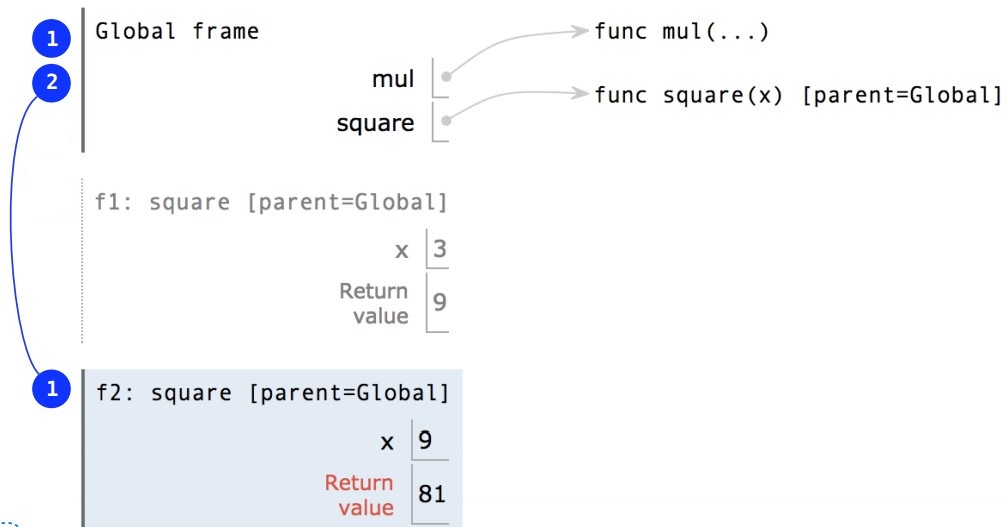 1
Global frame
func mul(...)
2
mul
func square(x) [parent=Global]
square
f1: square [parent=Global]
x 3
Return
value
9
1
f2: square [parent=Global]
x 9
Return
value
81